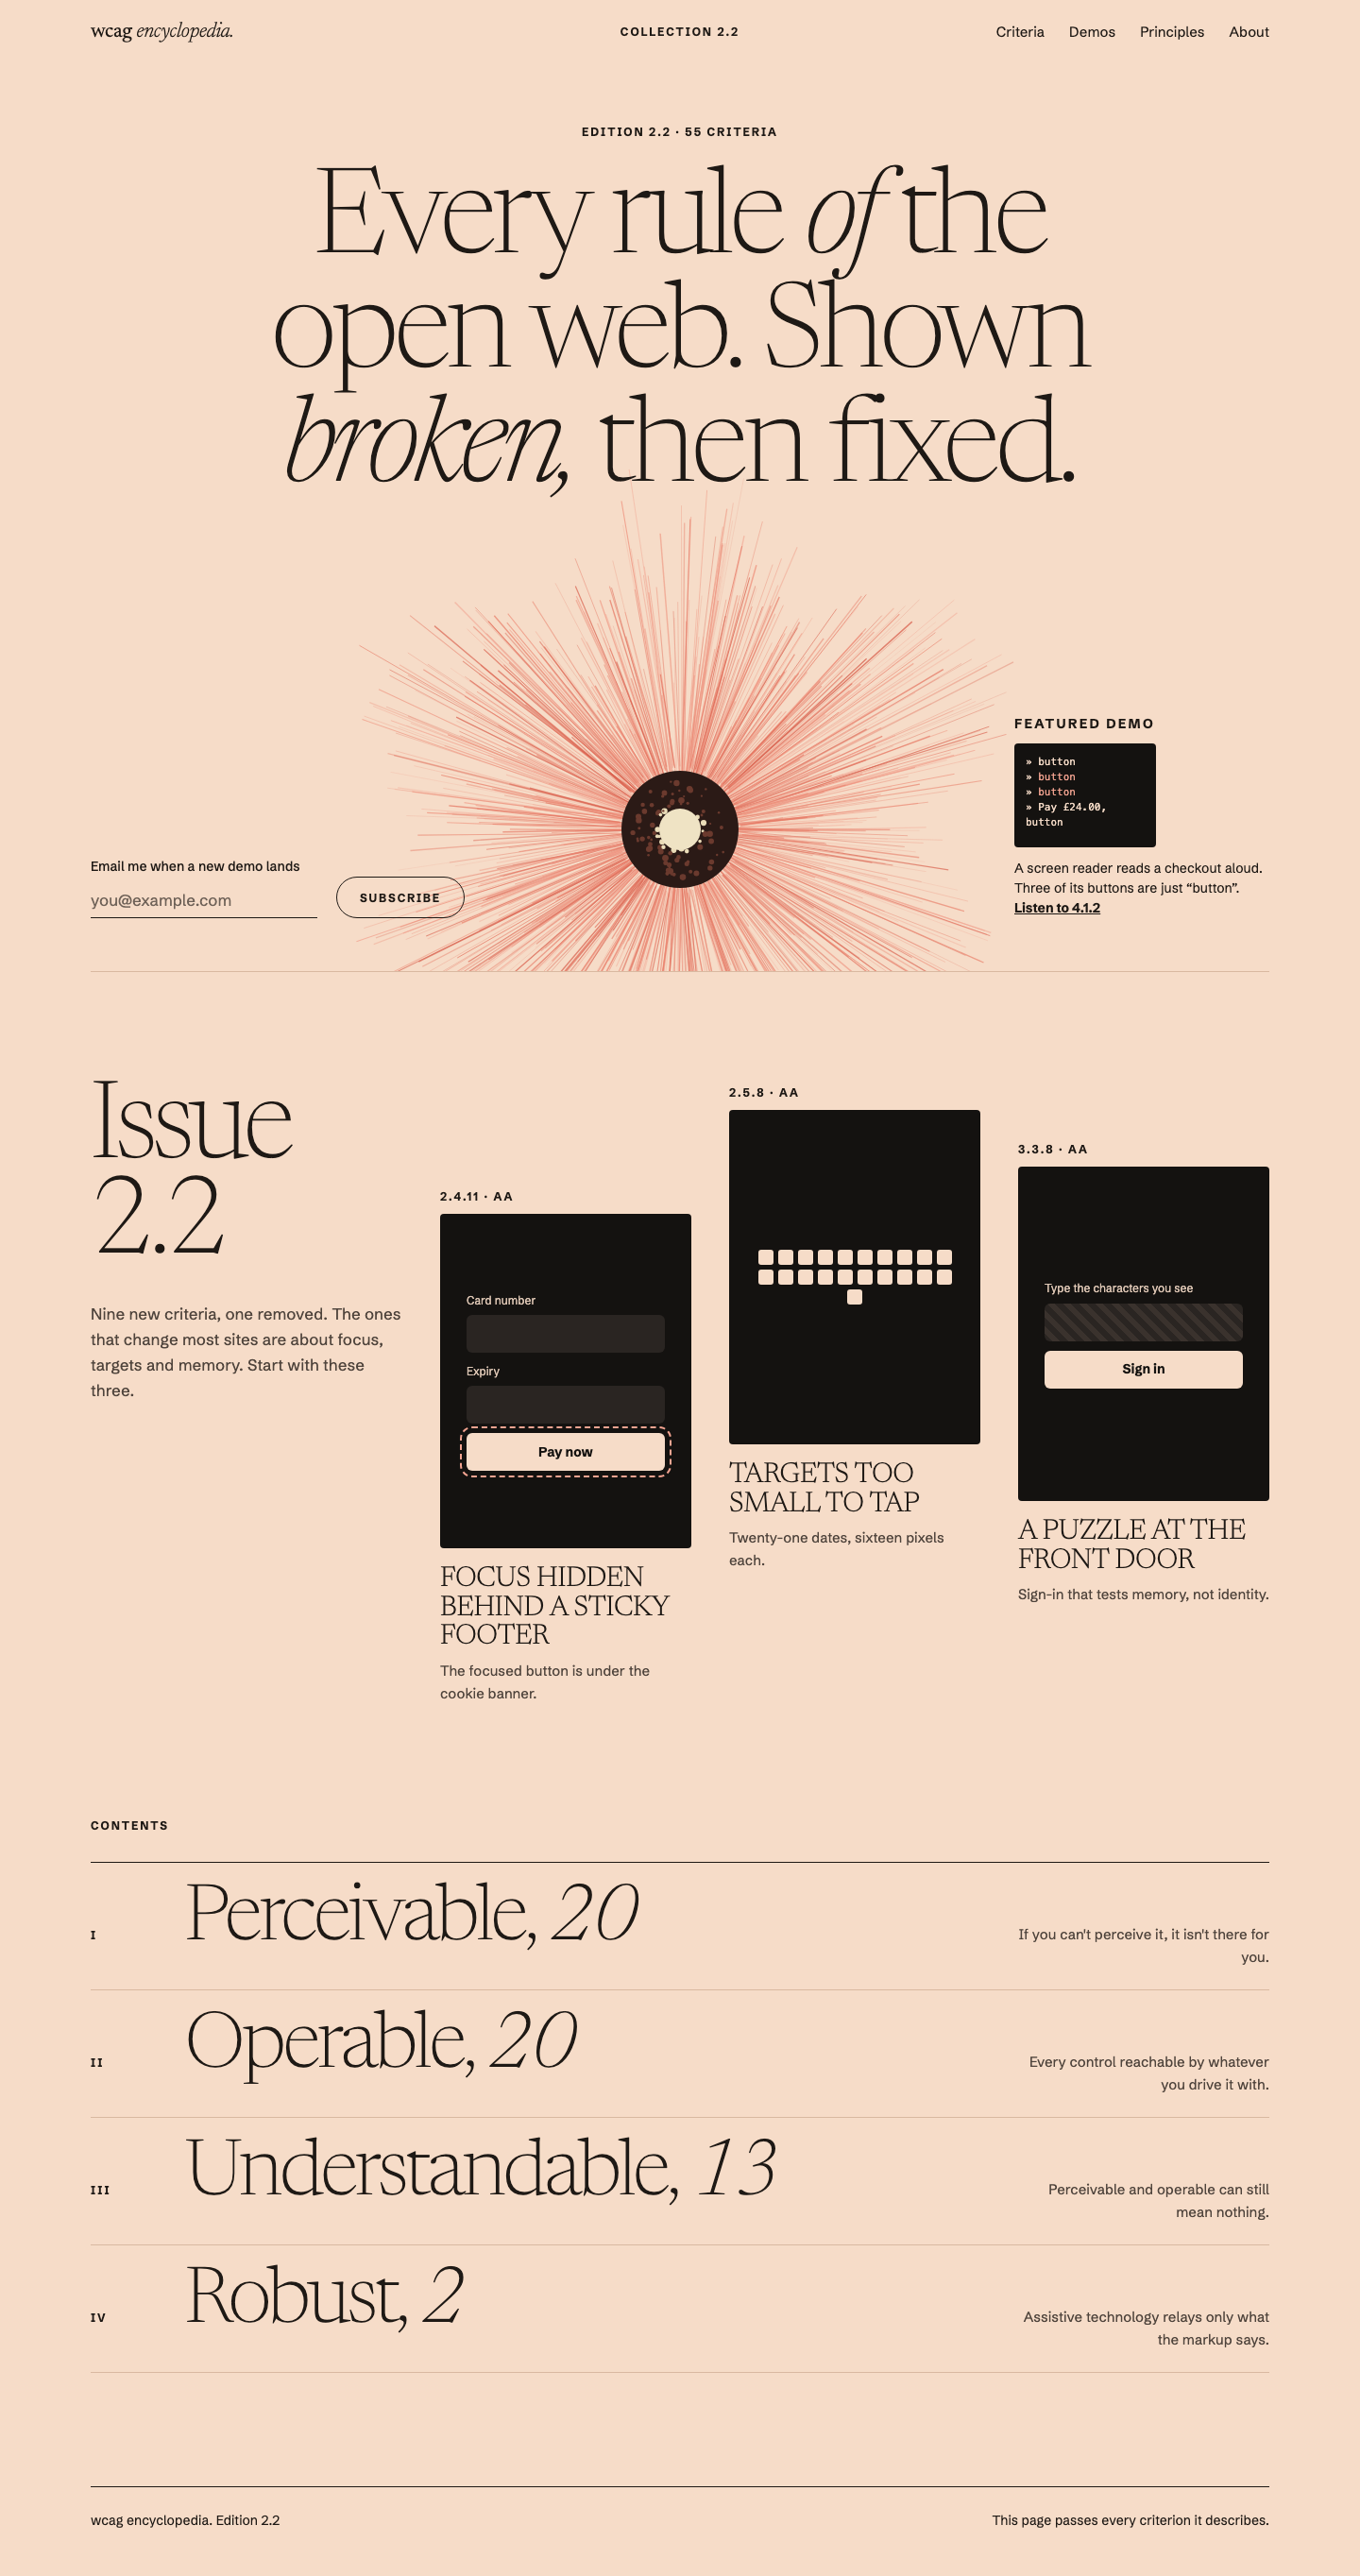 wcag encyclopedia.
COLLECTION 2.2
Criteria Demos Principles About
EDITION 2.2 · 55 CRITERIA
Every rule of the
open web. Shown
broken, then fixed.
Email me when a new demo lands
you@example.com
SUBSCRIBE
FEATURED DEMO
» button
» button
» button
» Pay £24.00,
button
A screen reader reads a checkout aloud.
Three of its buttons are just “button”.
Listen to 4.1.2
Issue
2.2
Nine new criteria, one removed. The ones
that change most sites are about focus,
targets and memory. Start with these
three.
2.4.11 · AA
Card number
Expiry
Pay now
FOCUS HIDDEN
BEHIND A STICKY
FOOTER
The focused button is under the
cookie banner.
2.5.8 · AA
TARGETS TOO
SMALL TO TAP
Twenty-one dates, sixteen pixels
each.
3.3.8 · AA
Type the characters you see
Sign in
A PUZZLE AT THE
FRONT DOOR
Sign-in that tests memory, not identity.
CONTENTS
I
Perceivable, 20
If you can't perceive it, it isn't there for
you.
II
Operable, 20
Every control reachable by whatever
you drive it with.
III
Understandable, 13
Perceivable and operable can still
mean nothing.
IV
Robust, 2
Assistive technology relays only what
the markup says.
wcag encyclopedia. Edition 2.2
This page passes every criterion it describes.